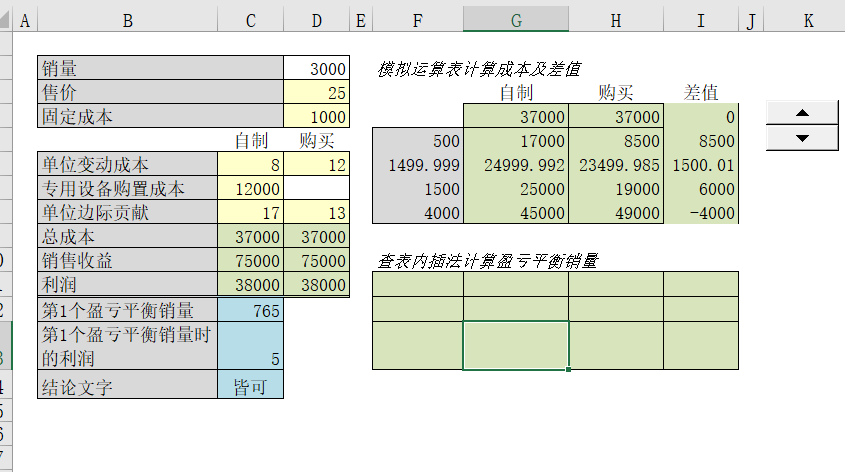 A B C D E F G H I J K
销量 3000 模拟运算表计算成本及差值
售价 25 自制 购买 差值
固定成本 1000 37000 37000 0
自制 购买 500 17000 8500 8500
单位变动成本 8 12 1499.999 24999.992 23499.985 1500.01
专用设备购置成本 12000 1500 25000 19000 6000
单位边际贡献 17 13 4000 45000 49000 -4000
总成本 37000 37000
销售收益 75000 75000 查表内插法计算盈亏平衡销量
利润 38000 38000
第1个盈亏平衡销量 765
第1个盈亏平衡销量时
的利润 5
结论文字 皆可